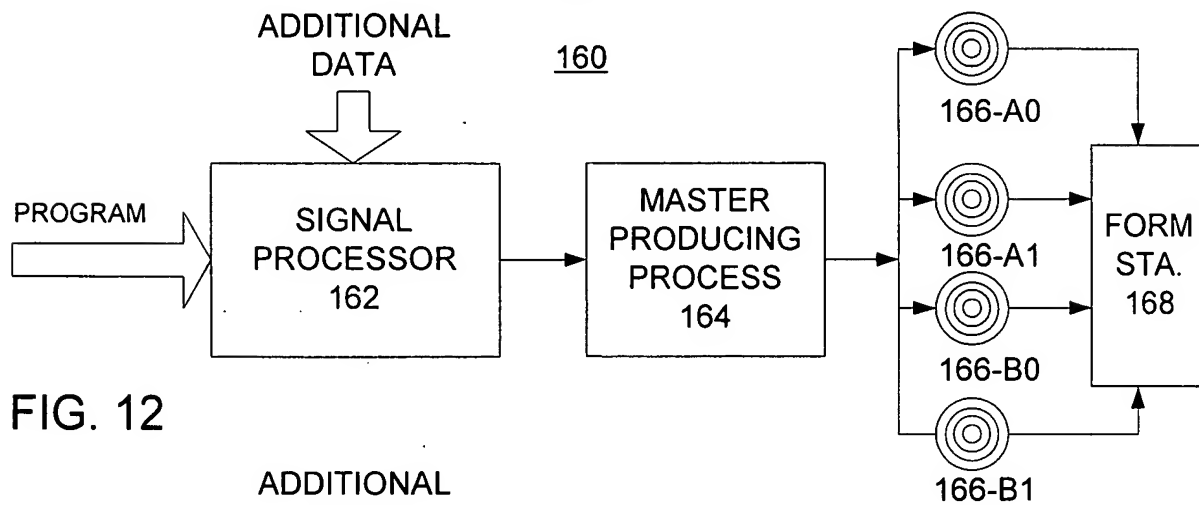 ADDITIONAL
DATA
160
PROGRAM
SIGNAL
PROCESSOR
162
MASTER
PRODUCING
PROCESS
164
166-A0
166-A1
166-B0
166-B1
FORM
STA.
168
FIG. 12
ADDITIONAL